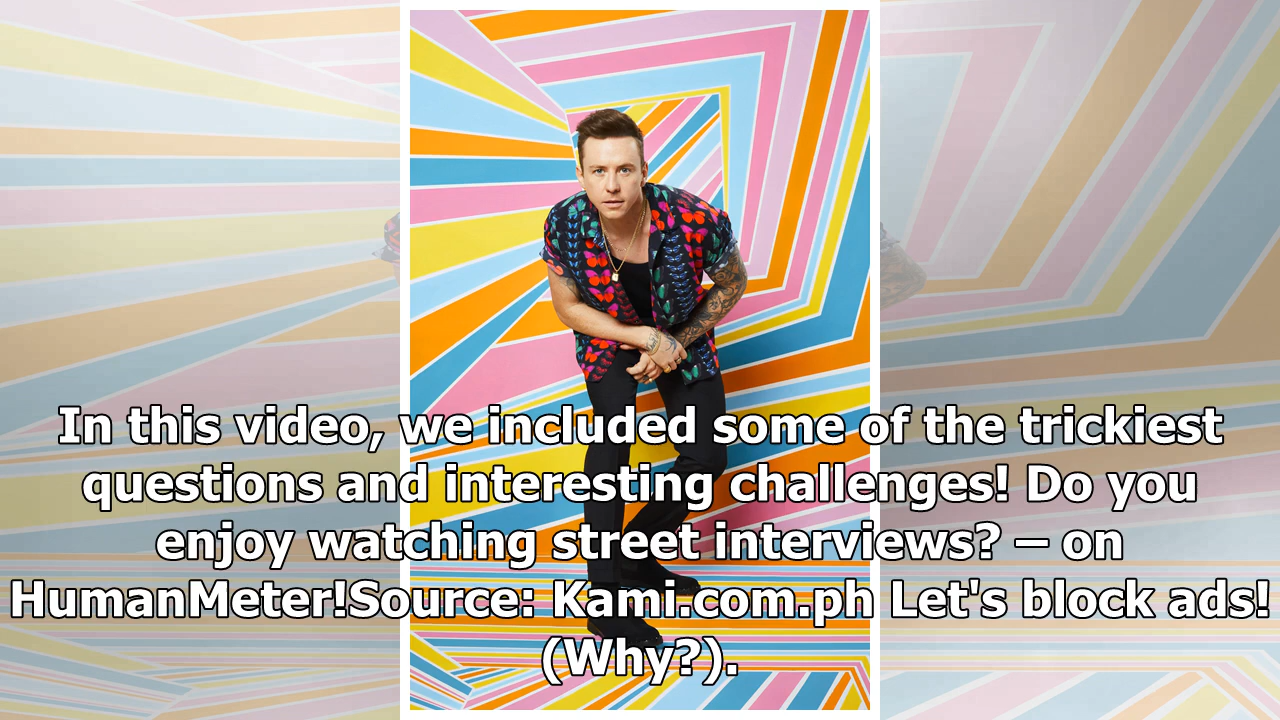 In this video, we included some of the trickiest
questions and interesting challenges! Do you
enjoy watching street interviews? – on
HumanMeter!Source: Kami.com.ph Let's block ads!
(Why?).